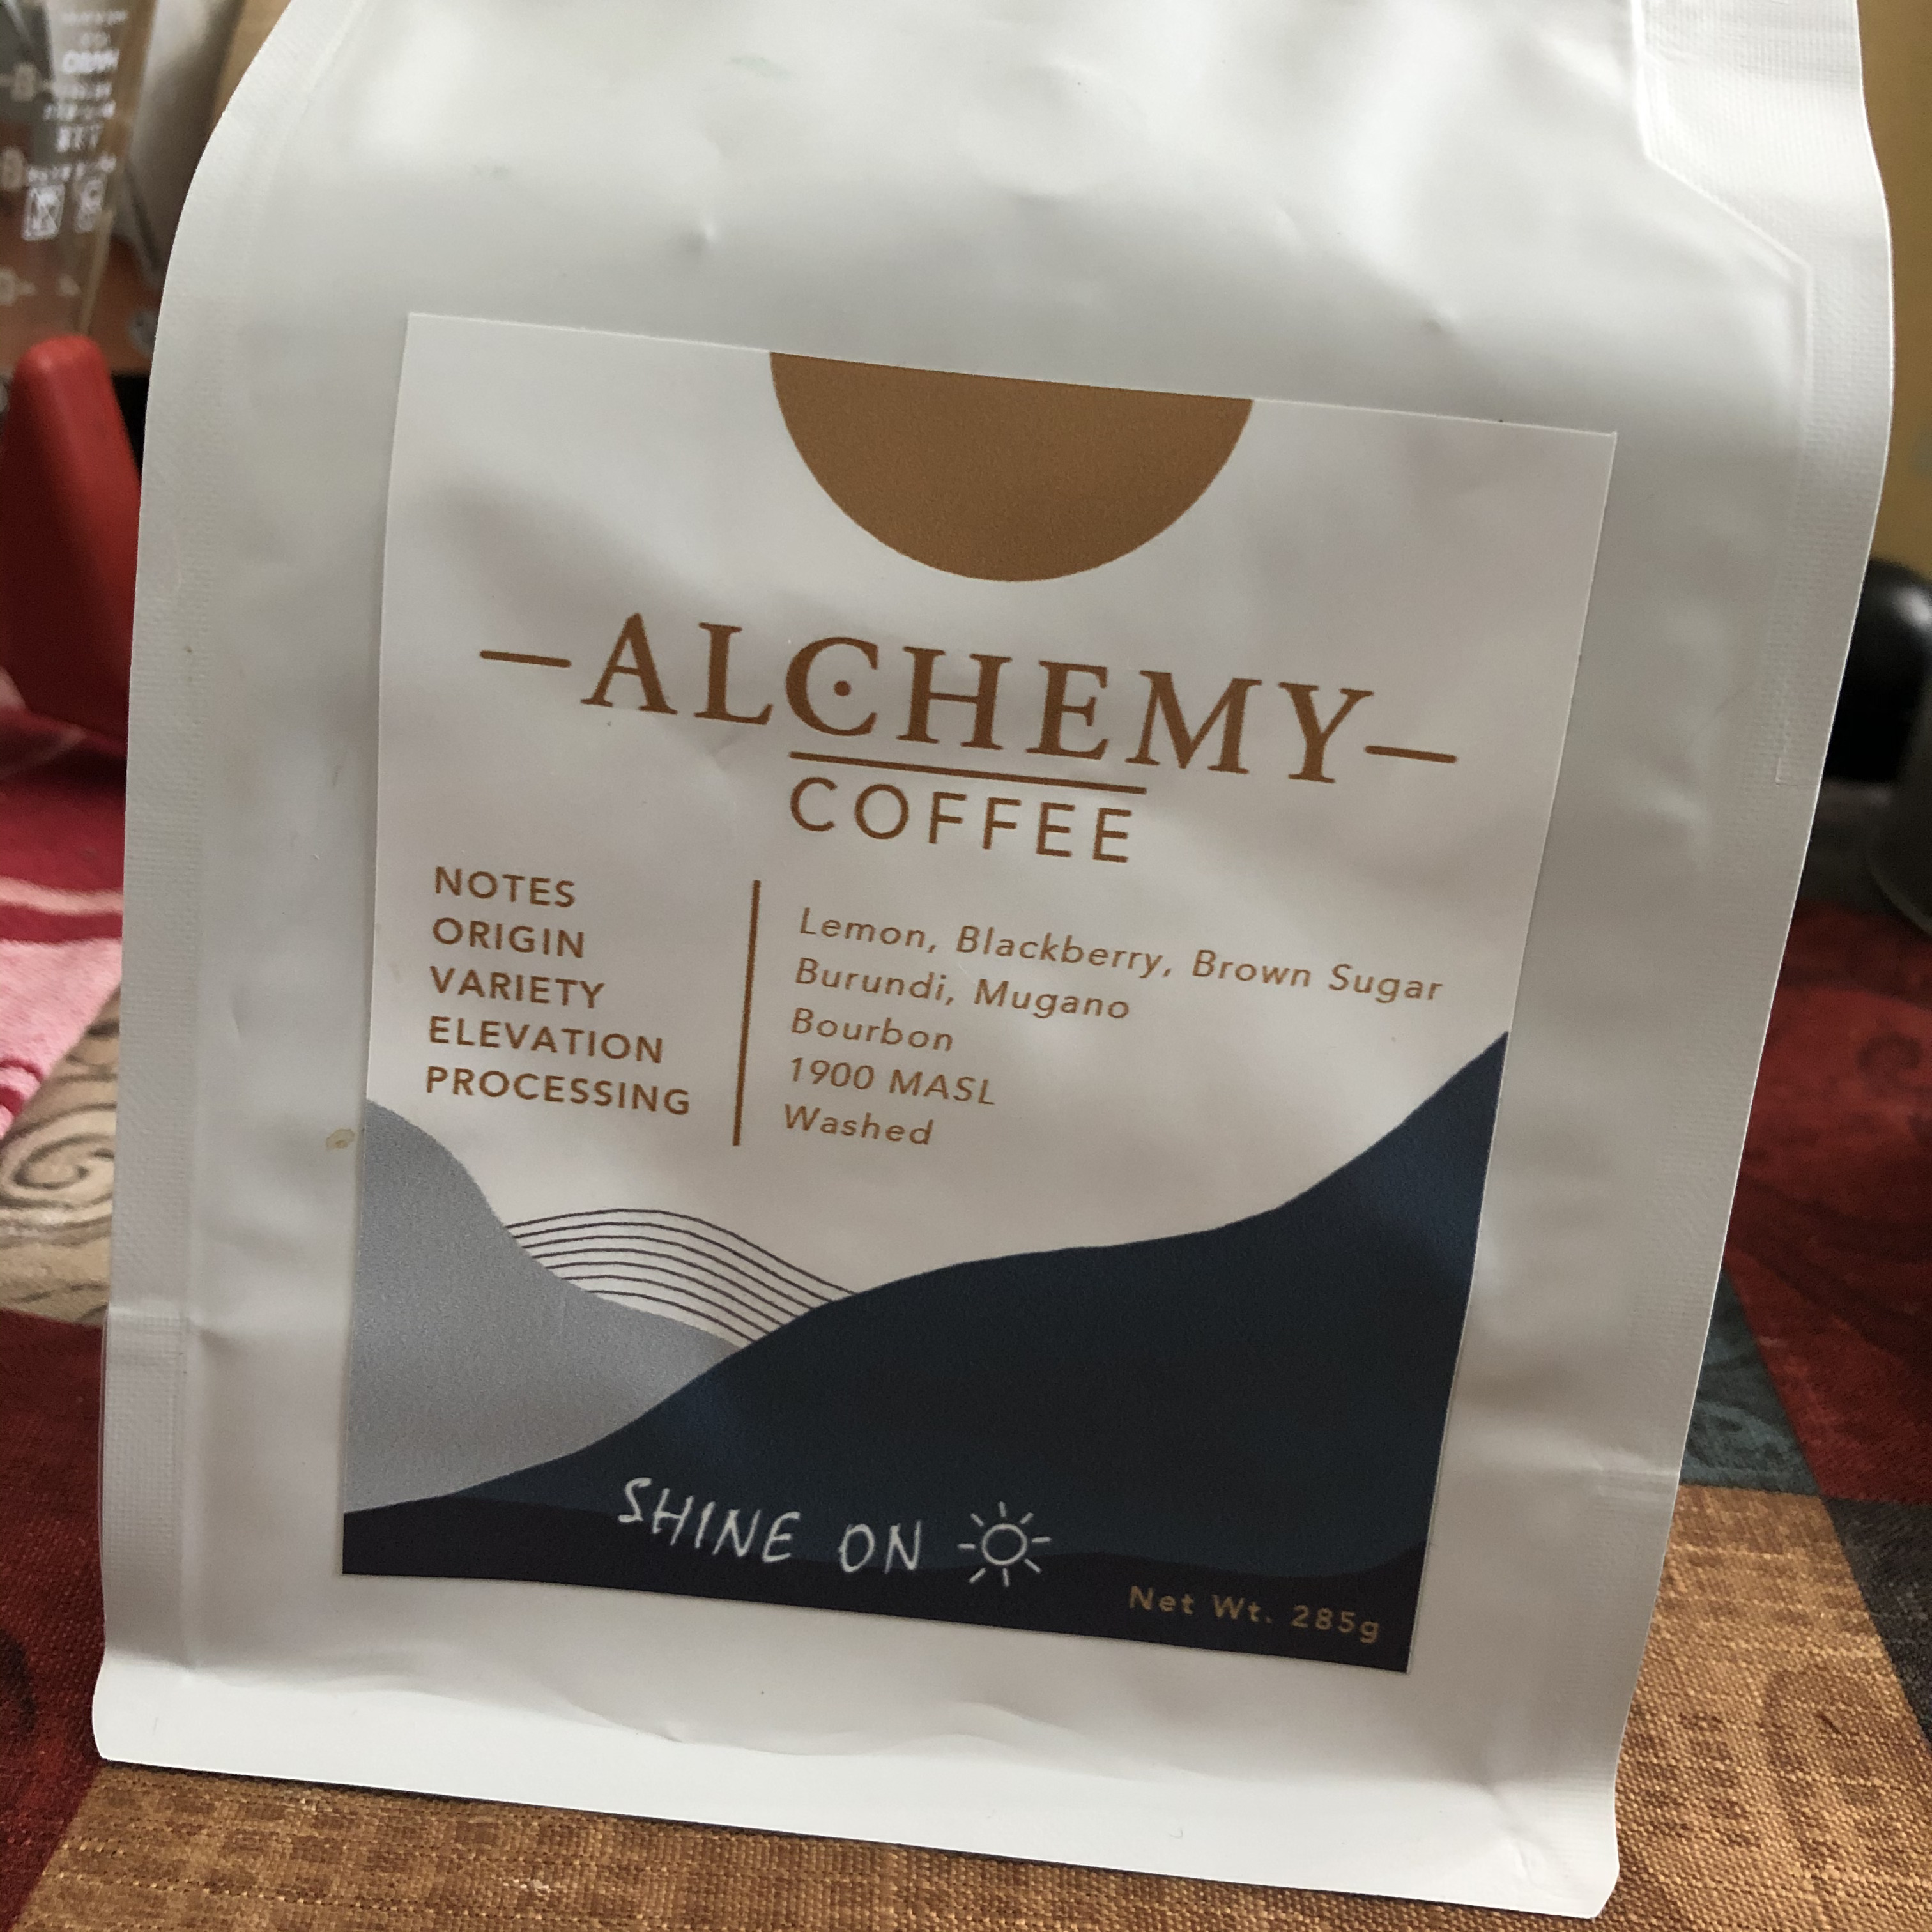 ALCHEMY
COFFEE
NOTES
ORIGIN
VARIETY
ELEVATION
PROCESSING
Lemon, Blackberry, Brown Sugar
Burundi, Mugano
Bourbon
1900 MASL
Washed
SHINE ON
Net Wt. 285g